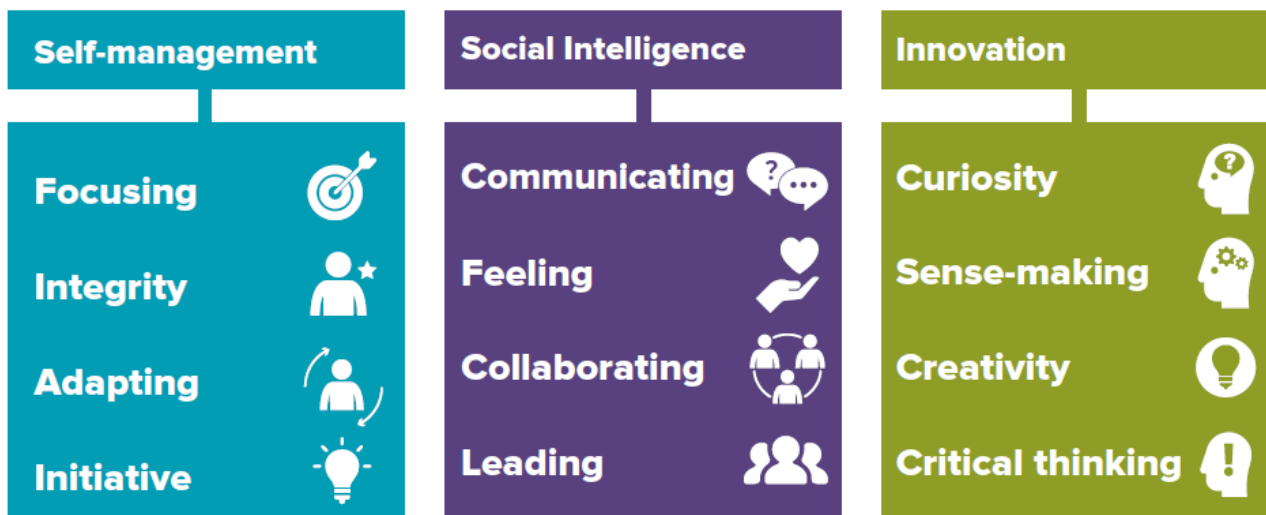 Self-management
Focusing
Integrity
Adapting
Initiative
Social Intelligence
Communicating
?
Feeling
Collaborating
Leading
Innovation
Curiosity
?
Sense-making
Creativity
Critical thinking
!